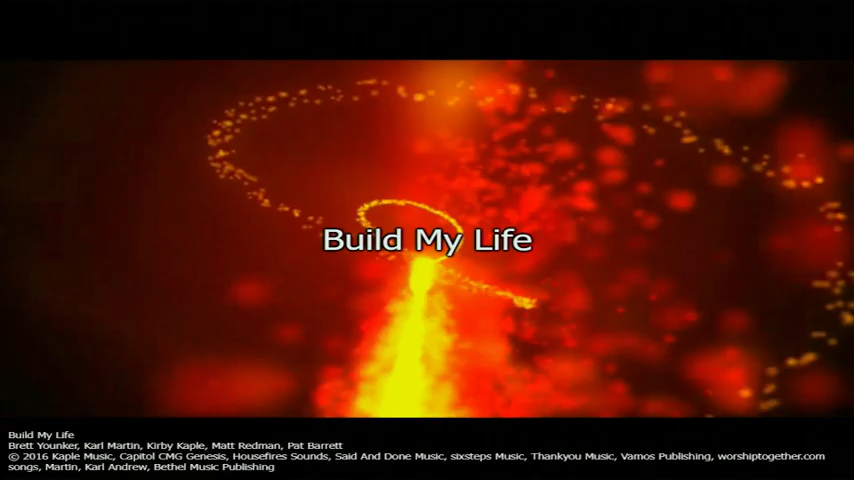 Build My Life
Build My Life
Brett Younker, Karl Martin, Kirby Kaple, Matt Redman, Pat Barrett
© 2016 Kaple Music, Capitol CMG Genesis, Housefires Sounds, Said And Done Music, sixsteps Music, Thankyou Music, Vamos Publishing, worshiptogether.com
songs, Martin, Karl Andrew, Bethel Music Publishing